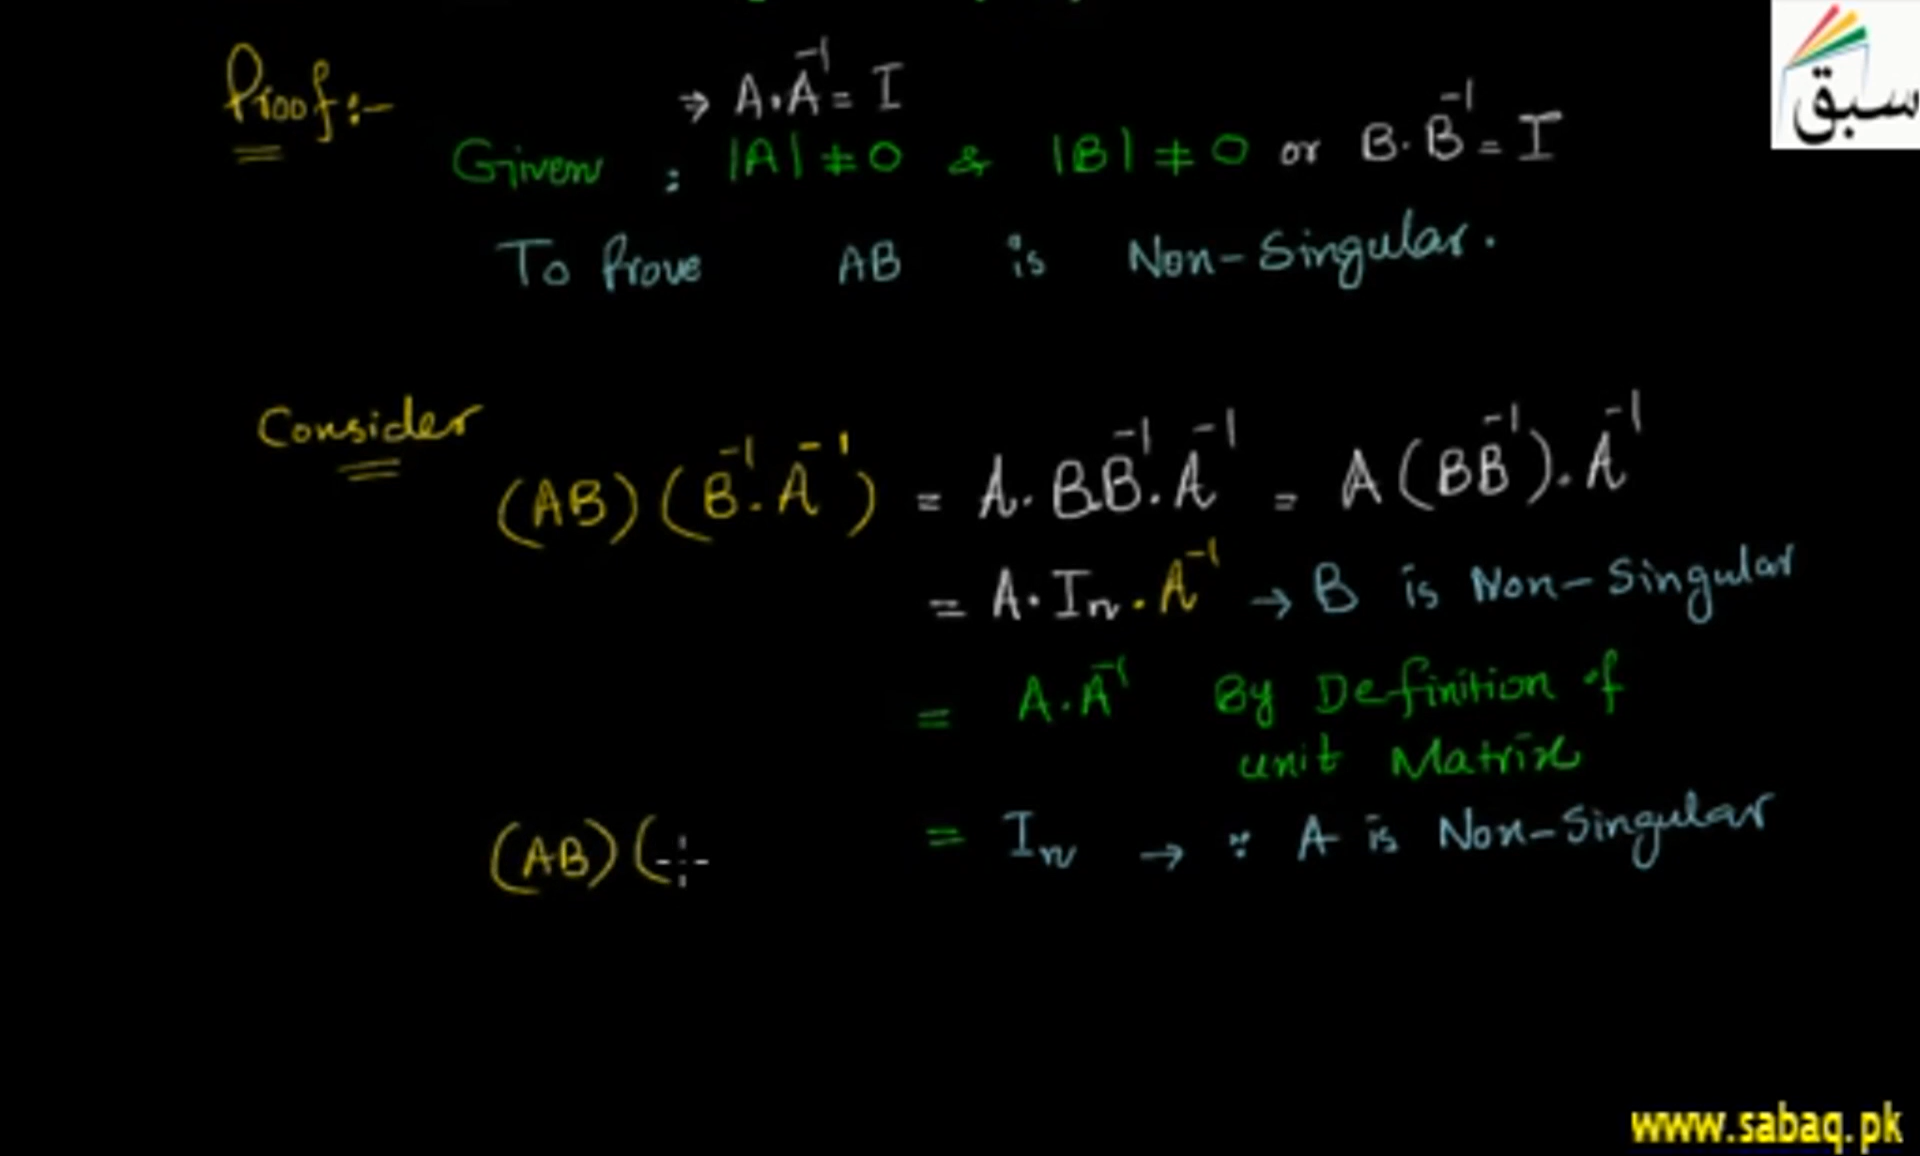 Proof:-
→ A.A⁻¹ = I
Given : |A| ≠ 0 & |B| ≠ 0 or B.B⁻¹ = I
To Prove AB is Non-Singular.
Consider
(AB)(B⁻¹.A⁻¹) = A.BB⁻¹.A⁻¹ = A(BB⁻¹).A⁻¹
= A.Iₙ.A⁻¹ → B is Non-Singular
= A.A⁻¹ By Definition of
unit Matrix
(AB)( = Iₙ → ∵ A is Non-Singular
سبق
www.sabaq.pk